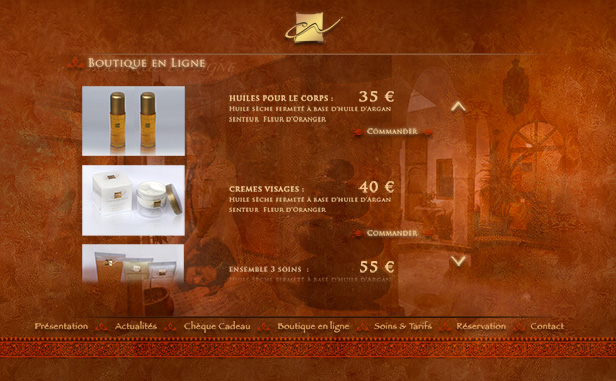 Boutique en Ligne
Huiles pour le corps : 35 €
Huile sèche fermeté à base d'huile d'Argan
senteur Fleur d'Oranger
Commander
Cremes visages : 40 €
Huile sèche fermeté à base d'huile d'Argan
senteur Fleur d'Oranger
Commander
Ensemble 3 soins : 55 €
Huile sèche fermeté à base d'huile d'Argan
Présentation Actualités Chèque Cadeau Boutique en ligne Soins & Tarifs Réservation Contact